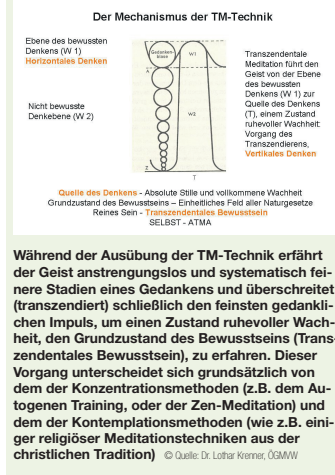 Der Mechanismus der TM-Technik
Ebene des bewussten
Denkens (W 1)
Horizontales Denken
Nicht bewusste
Denkebene (W 2)
Gedanken-
blase
W1
A
W2
Z
T
Transzendentale
Meditation führt den
Geist von der Ebene
des bewussten
Denkens (W 1) zur
Quelle des Denkens
(T), einem Zustand
ruhevoller Wachheit:
Vorgang des
Transzendierens,
Vertikales Denken
Quelle des Denkens - Absolute Stille und vollkommene Wachheit
Grundzustand des Bewusstseins – Einheitliches Feld aller Naturgesetze
Reines Sein - Transzendentales Bewusstsein
SELBST - ATMA
Während der Ausübung der TM-Technik erfährt
der Geist anstrengungslos und systematisch fei-
nere Stadien eines Gedankens und überschreitet
(transzendiert) schließlich den feinsten gedankli-
chen Impuls, um einen Zustand ruhevoller Wach-
heit, den Grundzustand des Bewusstseins (Trans-
zendentales Bewusstsein), zu erfahren. Dieser
Vorgang unterscheidet sich grundsätzlich von
dem der Konzentrationsmethoden (z.B. dem Au-
togenen Training, oder der Zen-Meditation) und
dem der Kontemplationsmethoden (wie z.B. eini-
ger religiöser Meditationstechniken aus der
christlichen Tradition) © Quelle: Dr. Lothar Krenner, ÖGMVW